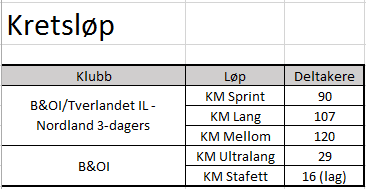 Kretsløp
Klubb Løp Deltakere
B&OI/Tverlandet IL -
Nordland 3-dagers
KM Sprint 90
KM Lang 107
KM Mellom 120
B&OI
KM Ultralang 29
KM Stafett 16 (lag)